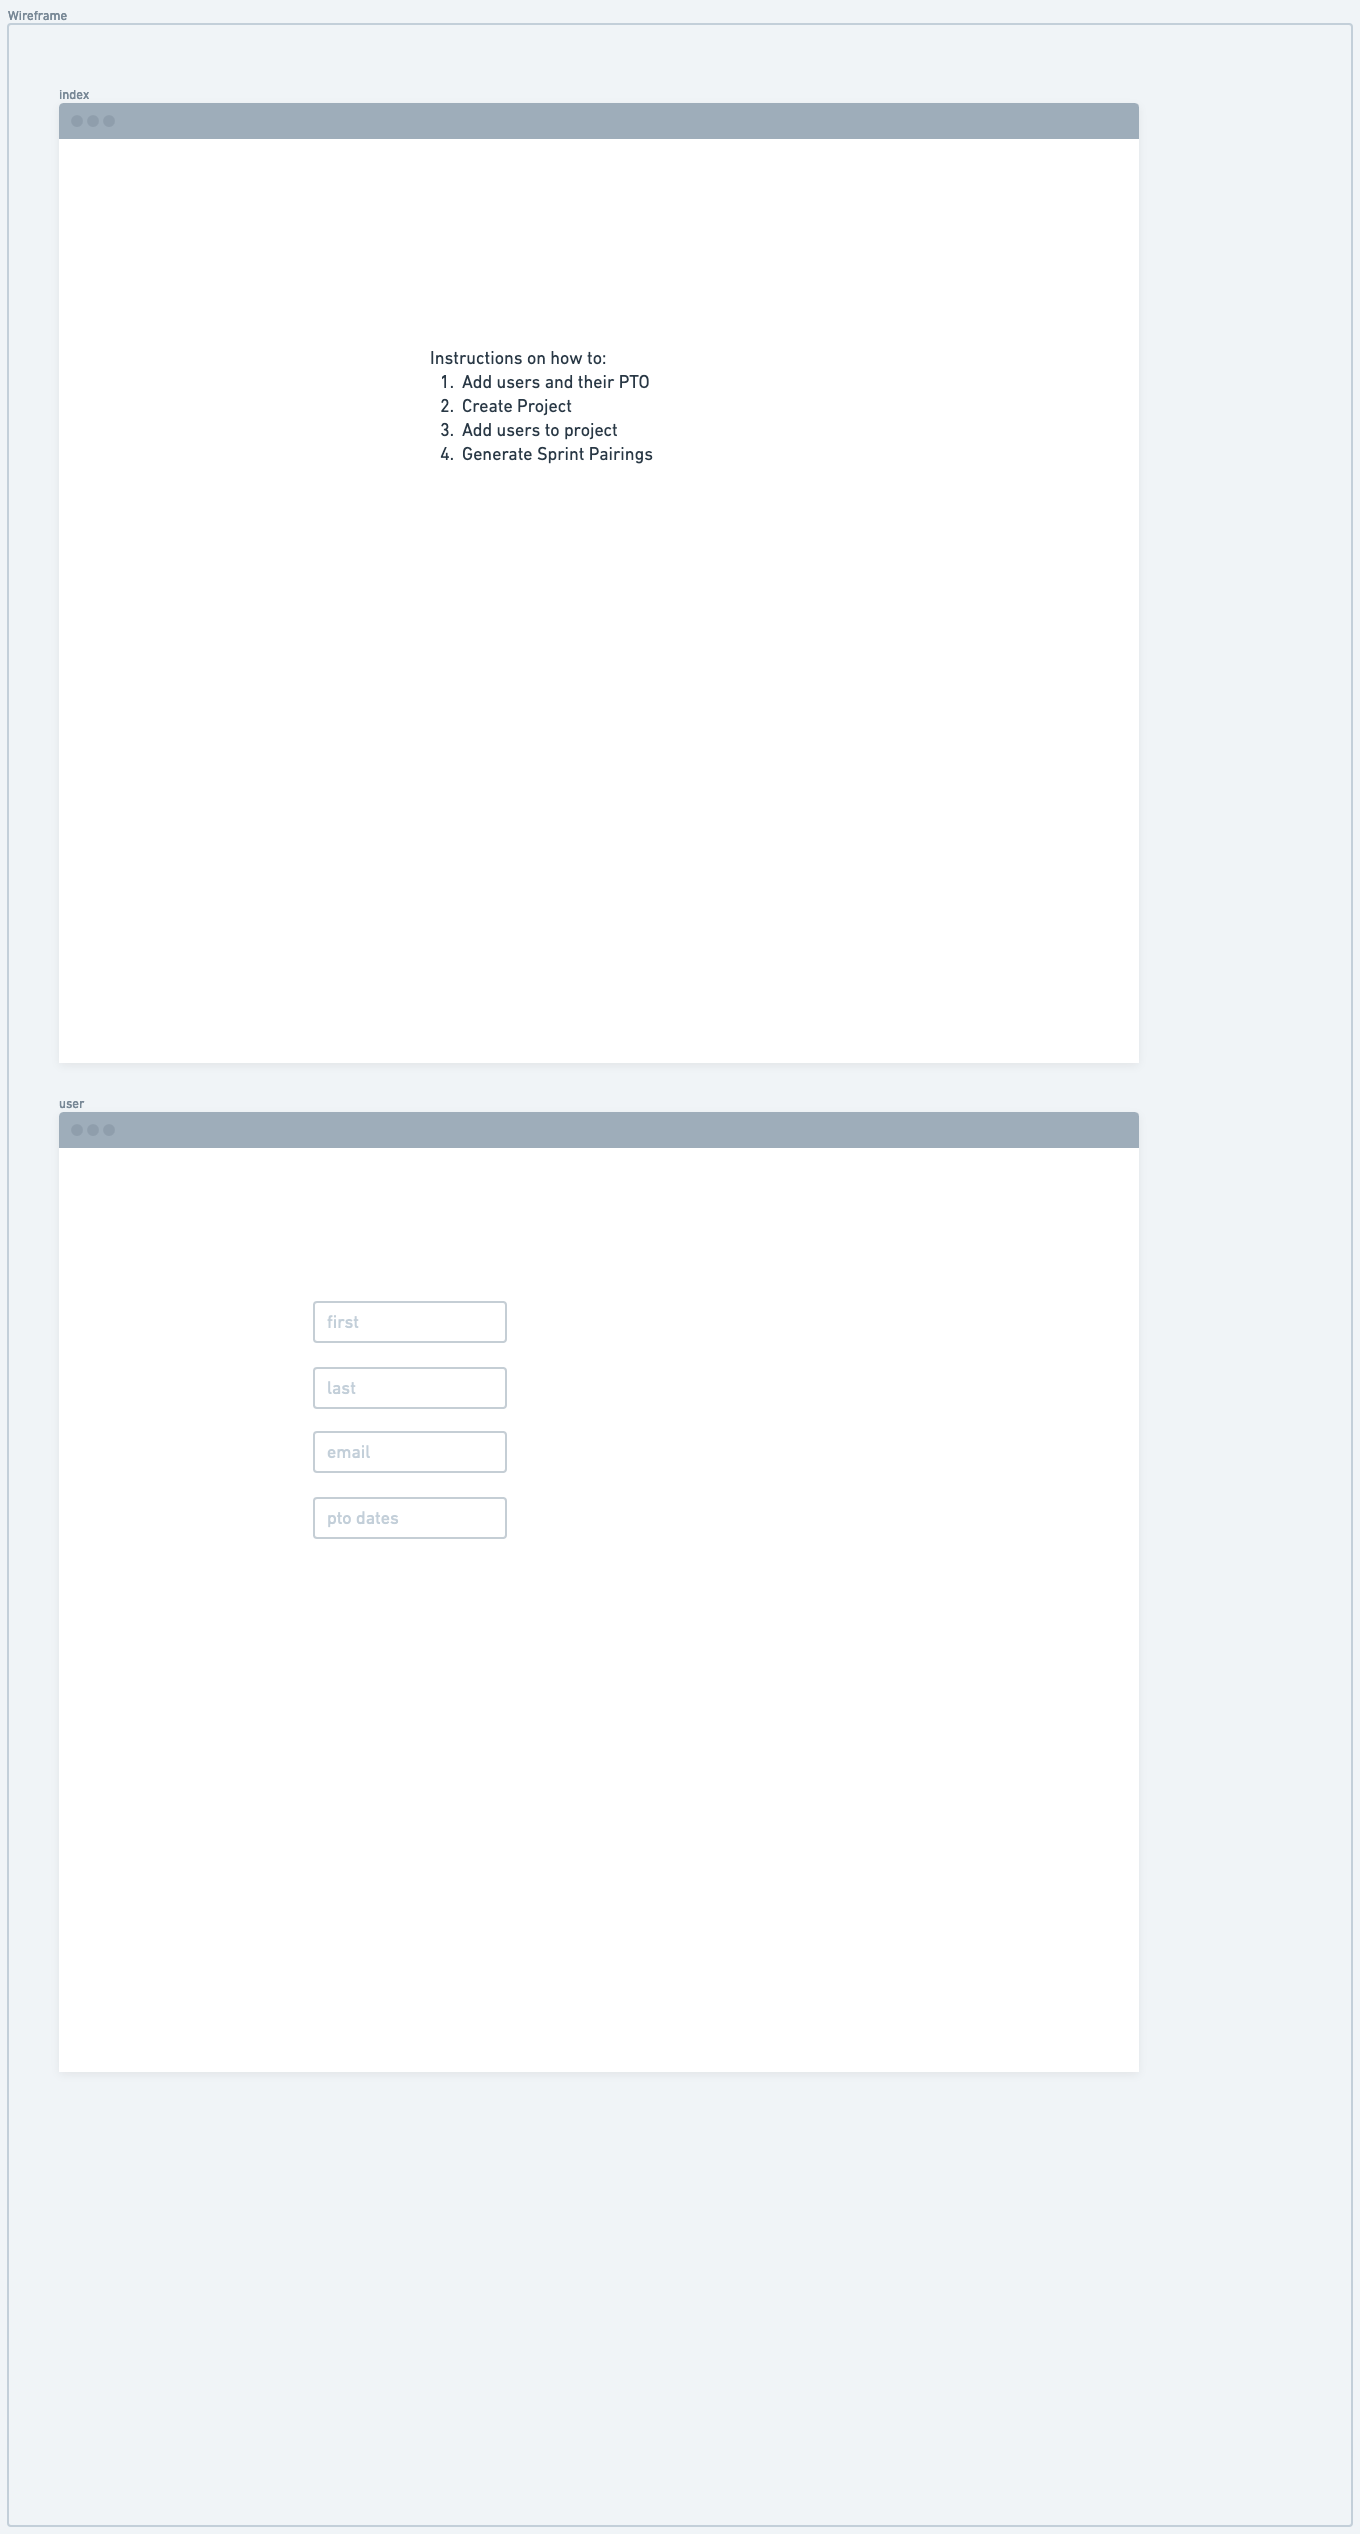 Wireframe
index
Instructions on how to:
1. Add users and their PTO
2. Create Project
3. Add users to project
4. Generate Sprint Pairings
user
first
last
email
pto dates